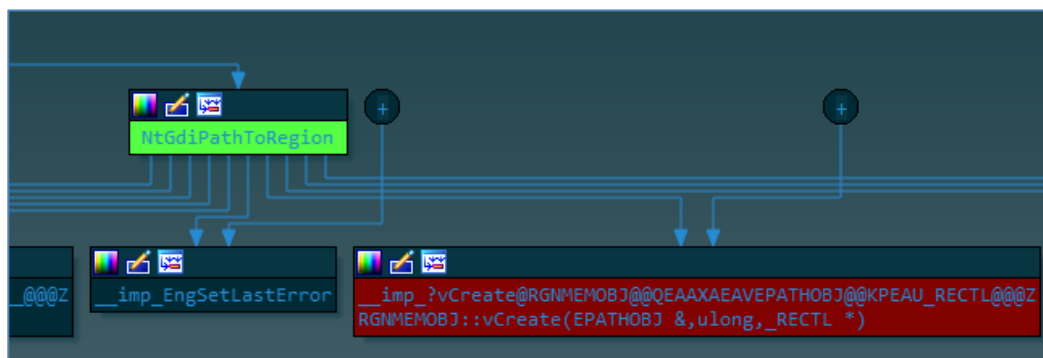 +
+
NtGdiPathToRegion
_@@@Z
__imp_EngSetLastError
__imp_?vCreate@RGNMEMOBJ@@QEAAXAEAVEPATHOBJ@@KPEAU_RECTL@@@Z
RGNMEMOBJ::vCreate(EPATHOBJ &,ulong,_RECTL *)